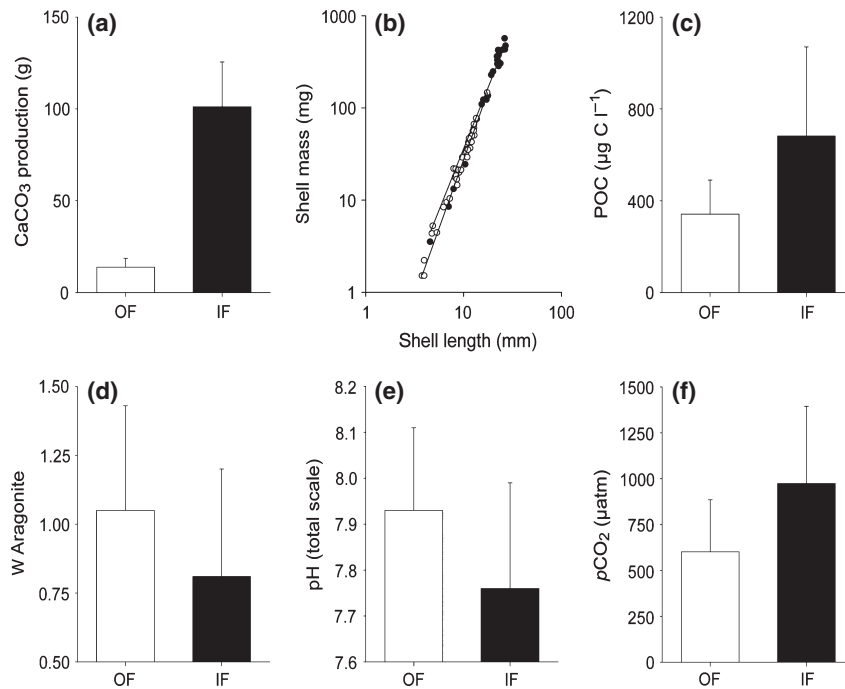 (a)
CaCO3 production (g)
150
100
50
0
OF
IF
(b)
Shell mass (mg)
1000
100
10
1
1
10
100
Shell length (mm)
(c)
POC (µg C l–1)
1200
800
400
0
OF
IF
(d)
W Aragonite
1.50
1.25
1.00
0.75
0.50
OF
IF
(e)
pH (total scale)
8.2
8.1
8.0
7.9
7.8
7.7
7.6
OF
IF
(f)
pCO2 (µatm)
1500
1250
1000
750
500
250
0
OF
IF